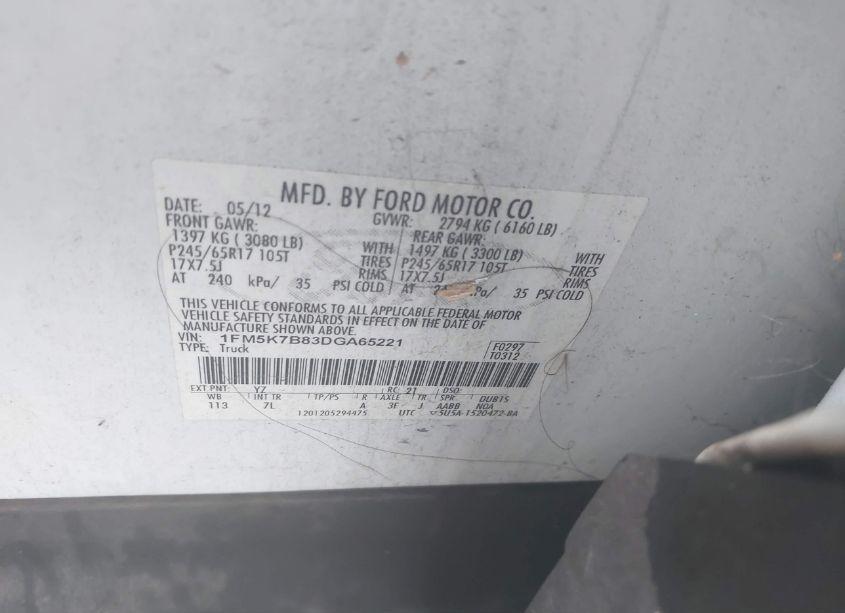 MFD. BY FORD MOTOR CO.
DATE: 05/12 GVWR: 2794 KG ( 6160 LB)
FRONT GAWR: REAR GAWR:
1397 KG ( 3080 LB) WITH 1497 KG ( 3300 LB) WITH
P245/65R17 105T TIRES P245/65R17 105T TIRES
17X7.5J RIMS 17X7.5J RIMS
AT 240 kPa/ 35 PSI COLD AT kPa/ 35 PSI COLD
THIS VEHICLE CONFORMS TO ALL APPLICABLE FEDERAL MOTOR
VEHICLE SAFETY STANDARDS IN EFFECT ON THE DATE OF
MANUFACTURE SHOWN ABOVE.
VIN: 1FM5K7B83DGA65221 F0297
TYPE: Truck T0312
EXT PNT: YZ RC: 21 DSO:
WB INT TR TP/PS R AXLE TR SPR DUB1S
113 7L A 3F J AABB N0A
1201205294475 UTC